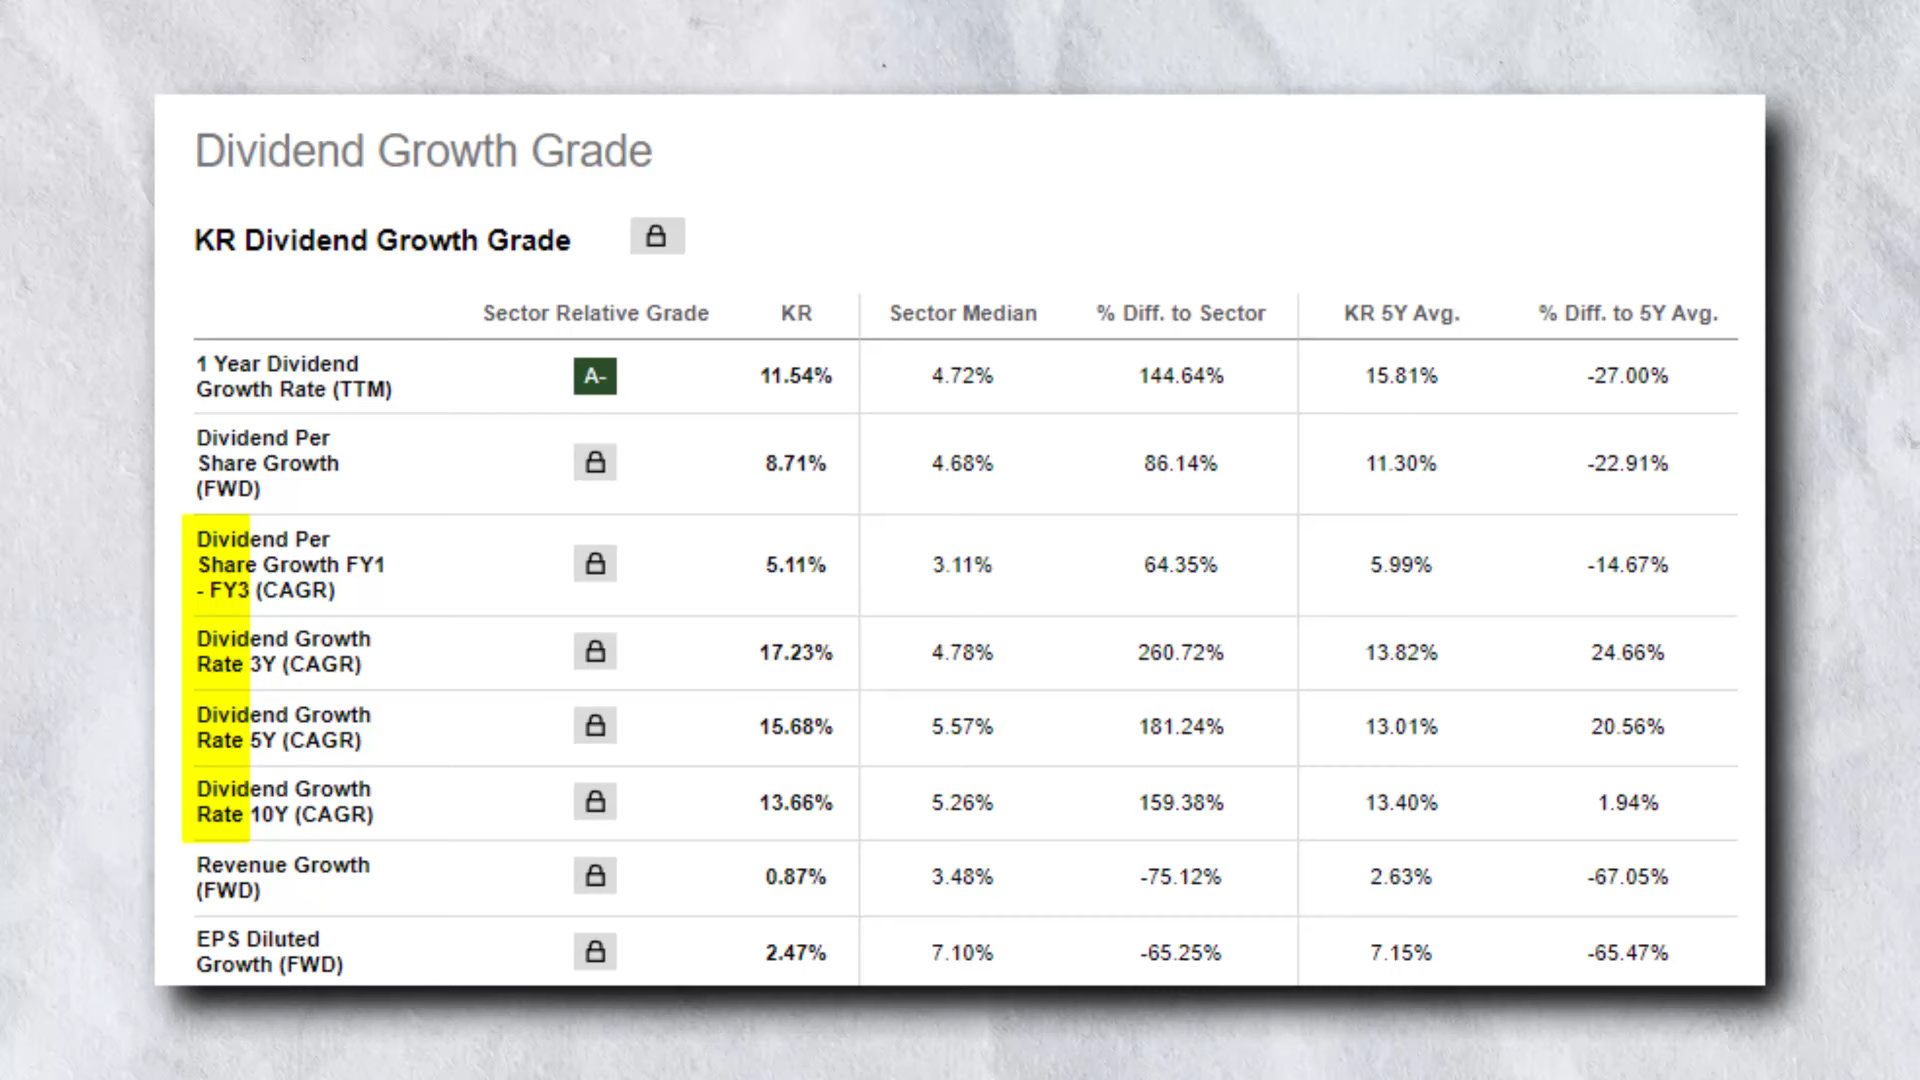 Dividend Growth Grade
KR Dividend Growth Grade
Sector Relative Grade KR Sector Median % Diff. to Sector KR 5Y Avg. % Diff. to 5Y Avg.
1 Year Dividend
Growth Rate (TTM) A- 11.54% 4.72% 144.64% 15.81% -27.00%
Dividend Per
Share Growth 8.71% 4.68% 86.14% 11.30% -22.91%
(FWD)
Dividend Per
Share Growth FY1 5.11% 3.11% 64.35% 5.99% -14.67%
- FY3 (CAGR)
Dividend Growth
Rate 3Y (CAGR) 17.23% 4.78% 260.72% 13.82% 24.66%
Dividend Growth
Rate 5Y (CAGR) 15.68% 5.57% 181.24% 13.01% 20.56%
Dividend Growth
Rate 10Y (CAGR) 13.66% 5.26% 159.38% 13.40% 1.94%
Revenue Growth
(FWD) 0.87% 3.48% -75.12% 2.63% -67.05%
EPS Diluted
Growth (FWD) 2.47% 7.10% -65.25% 7.15% -65.47%